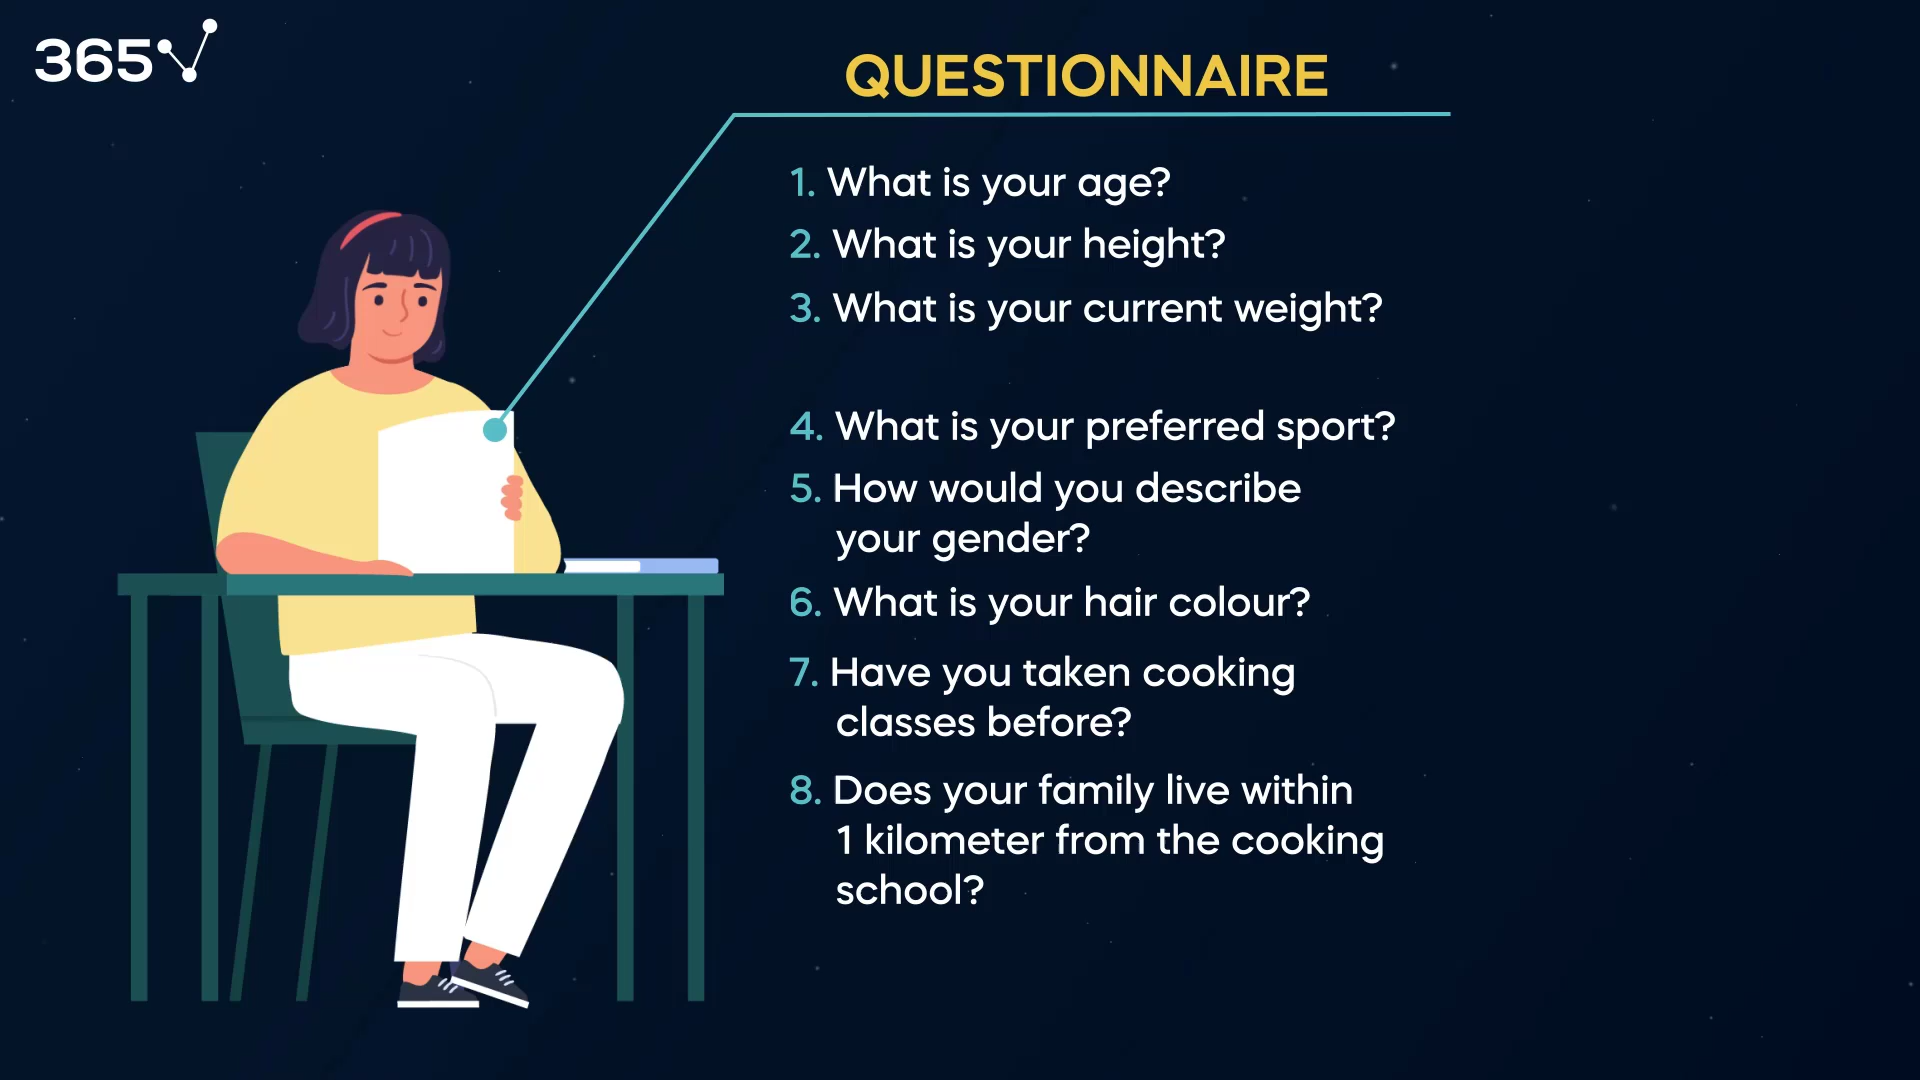 365
QUESTIONNAIRE
1. What is your age?
2. What is your height?
3. What is your current weight?
4. What is your preferred sport?
5. How would you describe
your gender?
6. What is your hair colour?
7. Have you taken cooking
classes before?
8. Does your family live within
1 kilometer from the cooking
school?